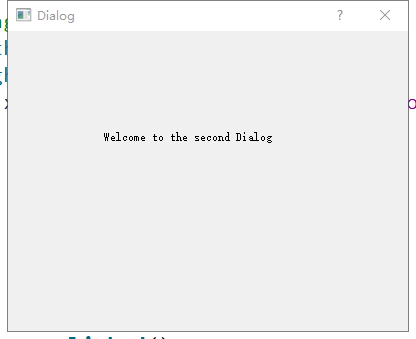 Dialog
?
Welcome to the second Dialog